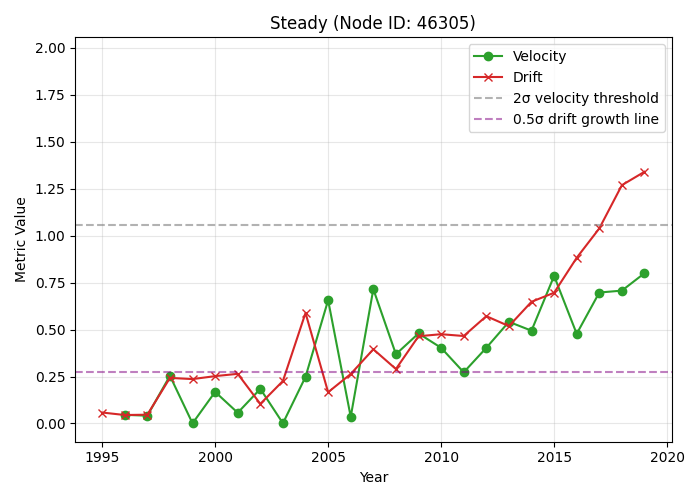 Steady (Node ID: 46305)
2.00
1.75
1.50
1.25
1.00
0.75
0.50
0.25
0.00
Metric Value
Velocity
Drift
2σ velocity threshold
0.5σ drift growth line
1995
2000
2005
2010
2015
2020
Year